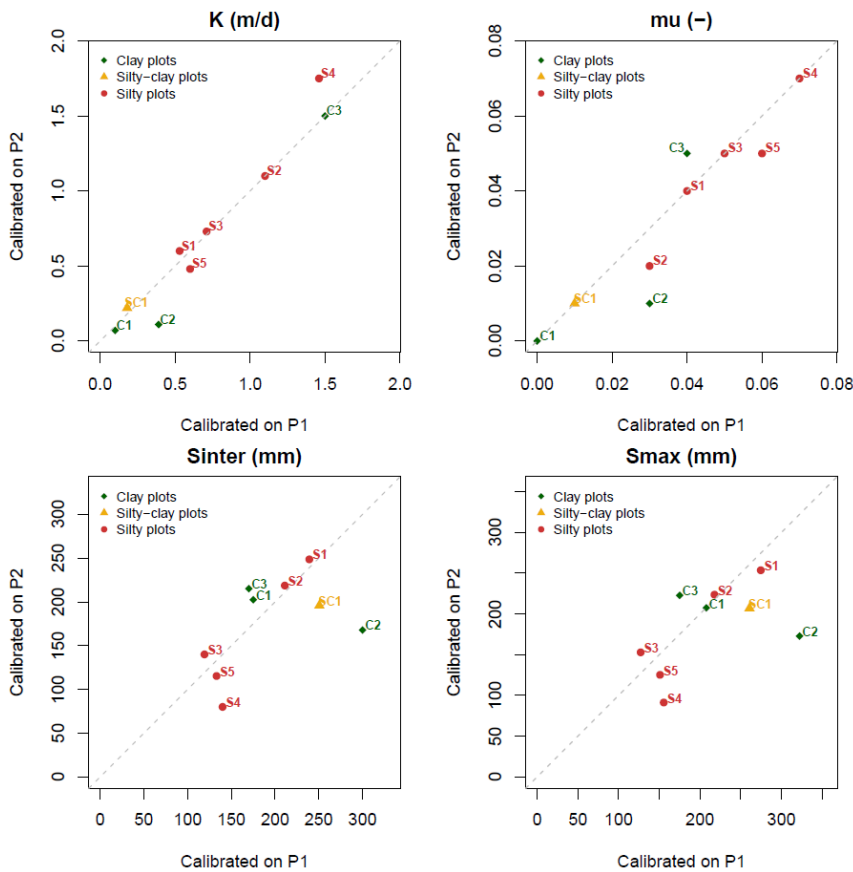 K (m/d)
Calibrated on P2
0.0 0.5 1.0 1.5 2.0
Clay plots
Silty−clay plots
Silty plots
S4
C3
S2
S3
S1
S5
SC1
C1
C2
0.0 0.5 1.0 1.5 2.0
Calibrated on P1
mu (−)
Calibrated on P2
0.00 0.02 0.04 0.06 0.08
Clay plots
Silty−clay plots
Silty plots
S4
C3
S3
S5
S1
S2
SC1
C2
C1
0.00 0.02 0.04 0.06 0.08
Calibrated on P1
Sinter (mm)
Calibrated on P2
0 50 100 150 200 250 300
Clay plots
Silty−clay plots
Silty plots
S1
S2
C3
C1
SC1
C2
S3
S5
S4
0 50 100 150 200 250 300
Calibrated on P1
Smax (mm)
Calibrated on P2
0 50 100 200 300
Clay plots
Silty−clay plots
Silty plots
S1
C3
S2
C1
SC1
C2
S3
S5
S4
0 50 100 200 300
Calibrated on P1